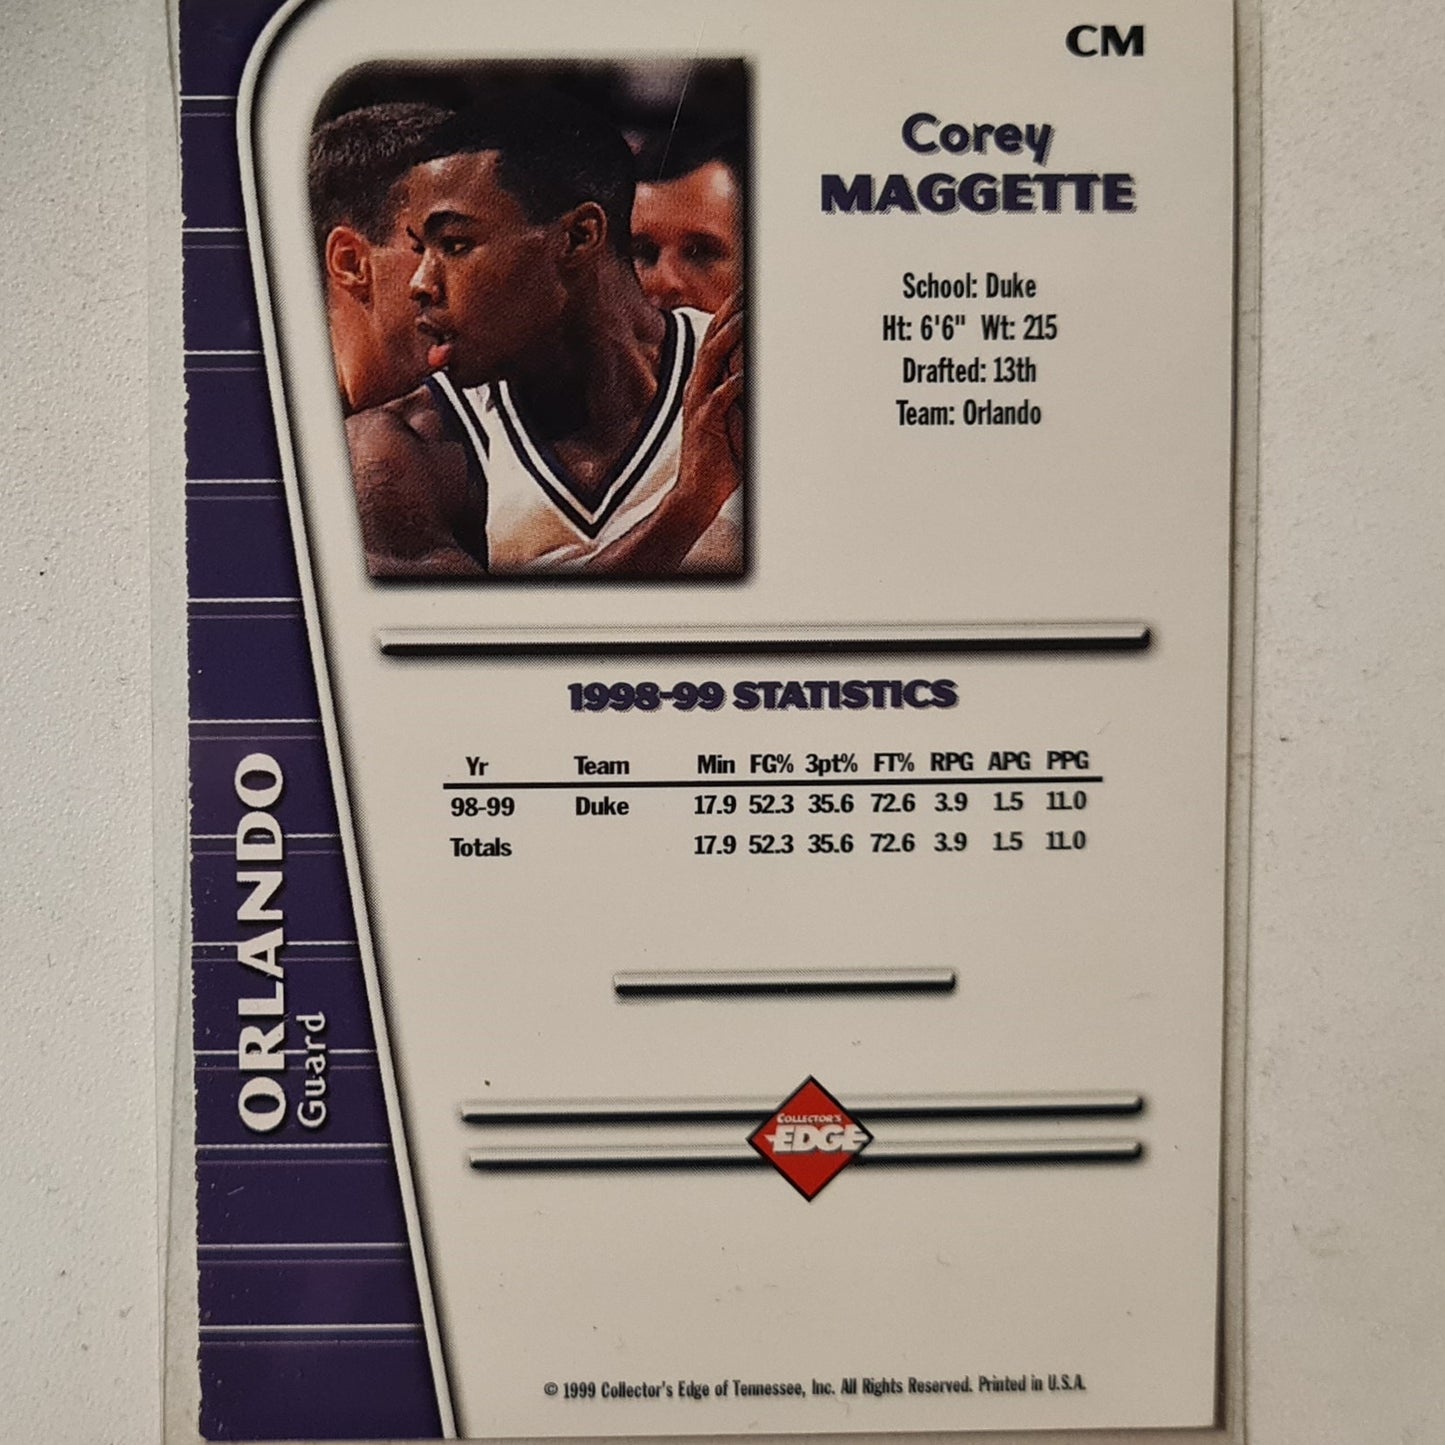 CM
Corey
MAGGETTE
School: Duke
Ht: 6'6" Wt: 215
Drafted: 13th
Team: Orlando
1998-99 STATISTICS
Yr Team Min FG% 3pt% FT% RPG APG PPG
98-99 Duke 17.9 52.3 35.6 72.6 3.9 1.5 11.0
Totals 17.9 52.3 35.6 72.6 3.9 1.5 11.0
ORLANDO
Guard
COLLECTOR'S
EDGE
© 1999 Collector's Edge of Tennessee, Inc. All Rights Reserved. Printed in U.S.A.